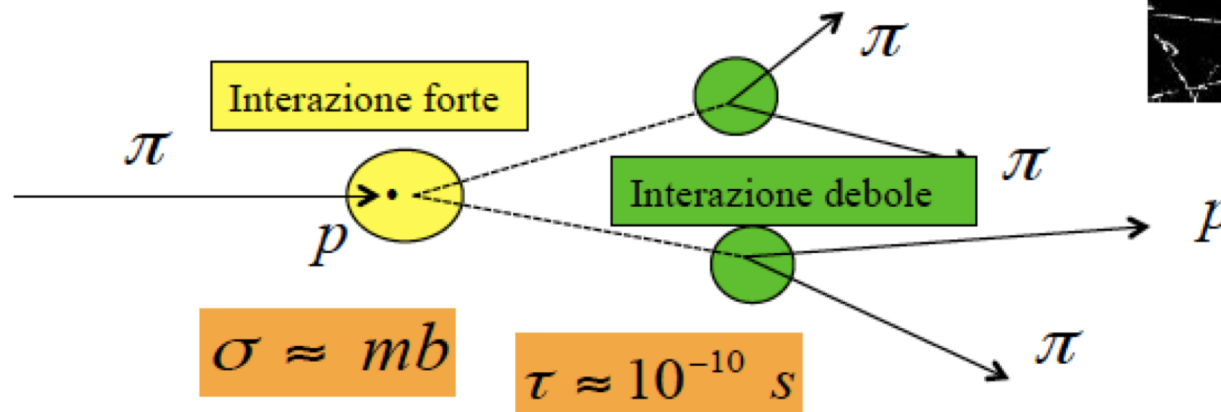 π
Interazione forte
π
π
Interazione debole
p
p
π
σ ≈ mb
τ ≈ 10⁻¹⁰ s